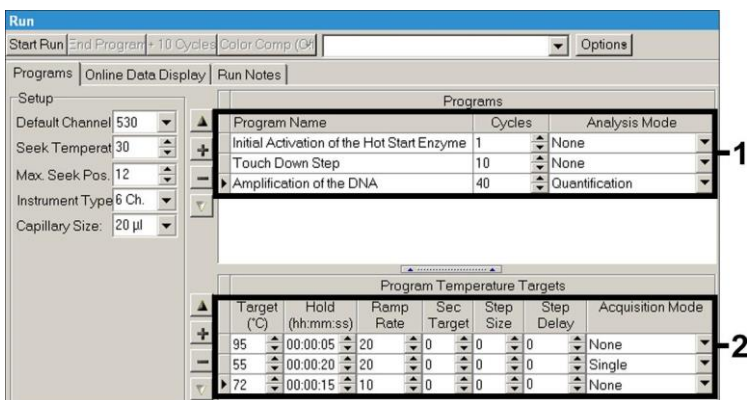 Run
Start Run End Program + 10 Cycles Color Comp (Of Options
Programs Online Data Display Run Notes
Setup
Default Channel 530
Seek Temperat 30
Max. Seek Pos. 12
Instrument Type 6 Ch.
Capillary Size: 20 µl
Programs
Program Name Cycles Analysis Mode
Initial Activation of the Hot Start Enzyme 1 None
Touch Down Step 10 None
Amplification of the DNA 40 Quantification
1
Program Temperature Targets
Target (°C) Hold (hh:mm:ss) Ramp Rate Sec Target Step Size Step Delay Acquisition Mode
95 00:00:05 20 0 0 0 None
55 00:00:20 20 0 0 0 Single
72 00:00:15 10 0 0 0 None
2